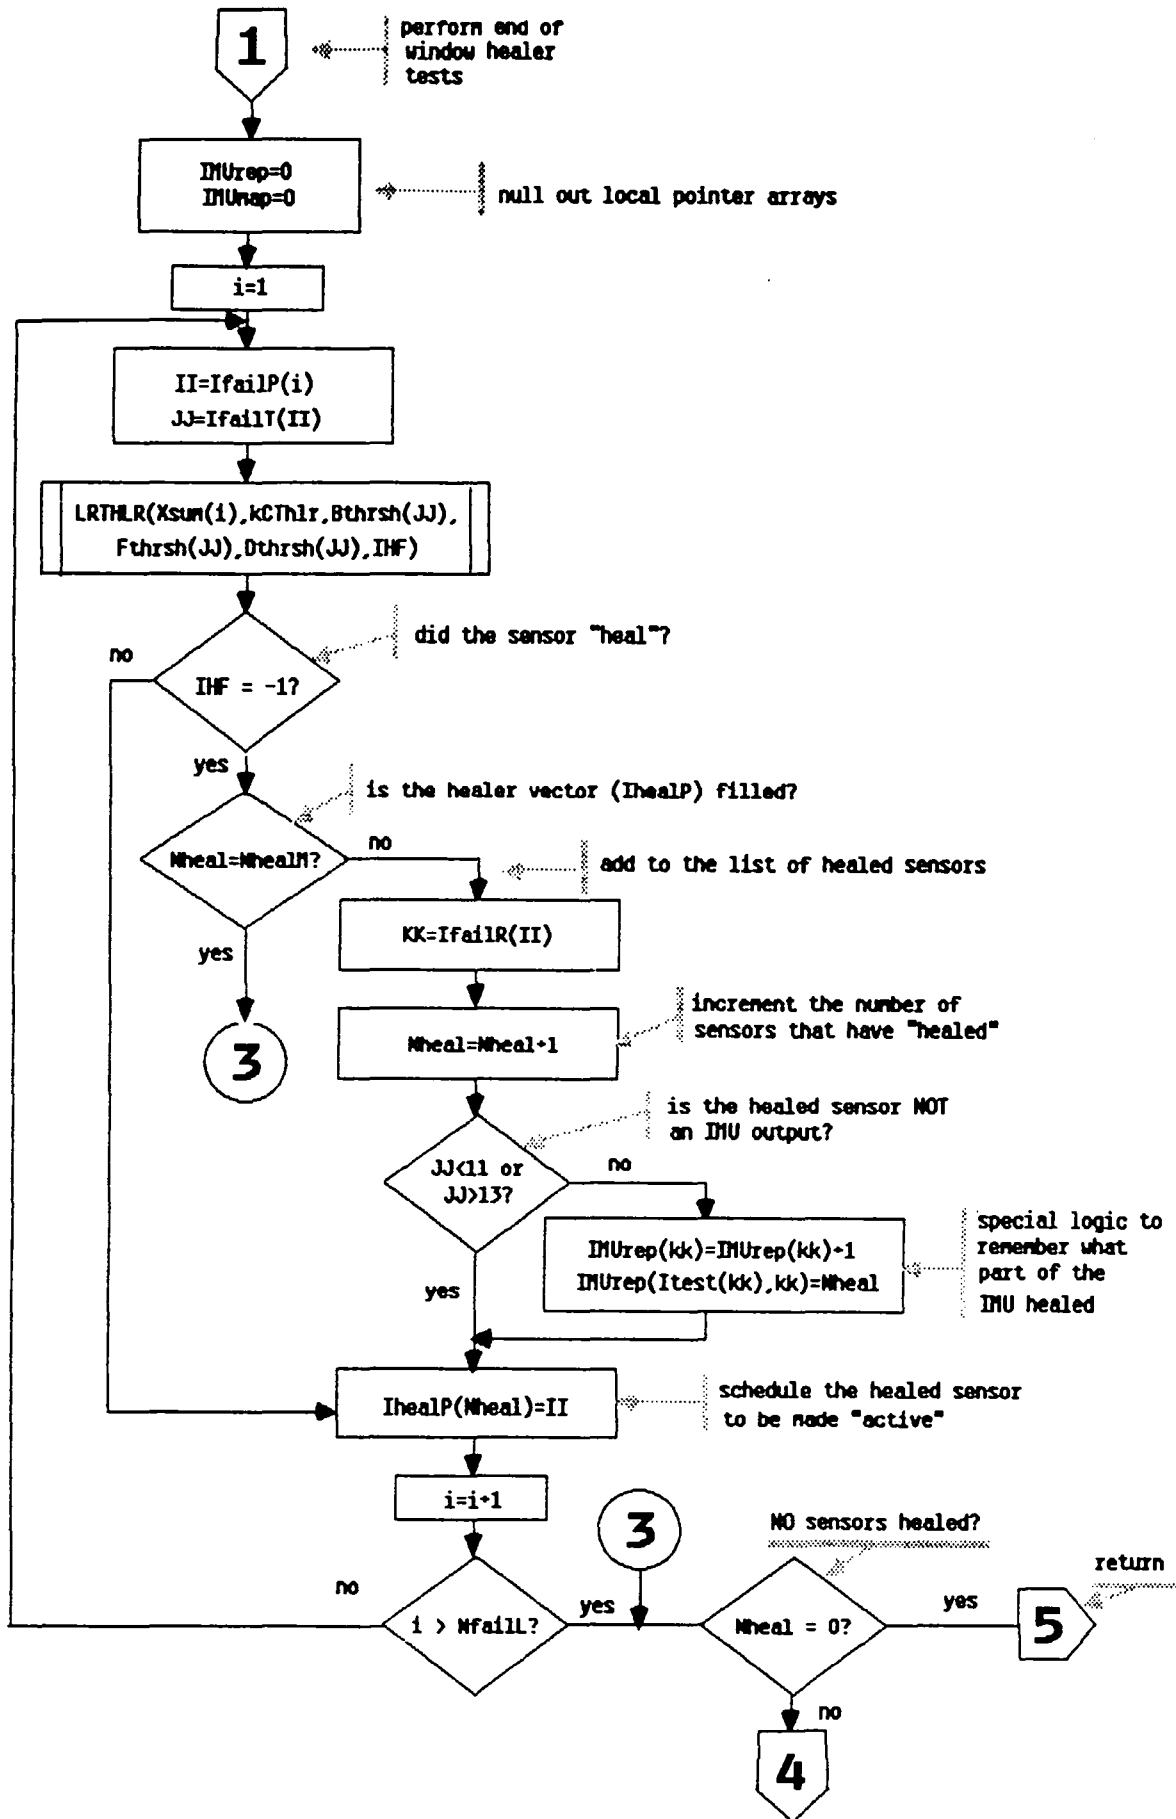 1
perform end of
window healer
tests
IMUrep=0
IMUmap=0
null out local pointer arrays
i=1
II=IfailP(i)
JJ=IfailT(II)
LRTHLR(Xsum(i),kCThlr,Bthrsh(JJ),
Fthrsh(JJ),Dthrsh(JJ),IHF)
did the sensor "heal"?
no
IHF = -1?
yes
is the healer vector (IhealP) filled?
Nheal=NhealM?
no
add to the list of healed sensors
KK=IfailR(II)
yes
3
increment the number of
sensors that have "healed"
Nheal=Nheal+1
is the healed sensor NOT
an IMU output?
JJ<11 or
JJ>13?
no
special logic to
remember what
part of the
IMU healed
IMUrep(kk)=IMUrep(kk)+1
IMUrep(Itest(kk),kk)=Nheal
yes
IhealP(Nheal)=II
schedule the healed sensor
to be made "active"
i=i+1
3
NO sensors healed?
return
no
i > NfailL?
yes
Nheal = 0?
yes
5
no
4